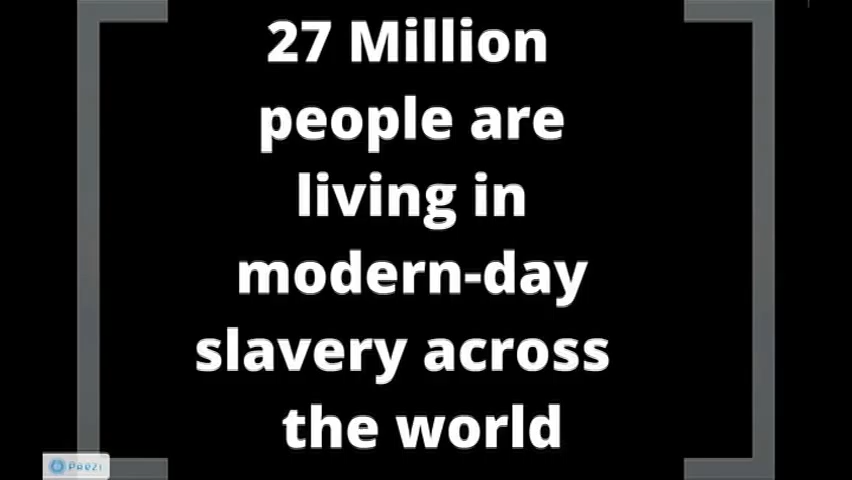 27 Million
people are
living in
modern-day
slavery across
the world
Prezi